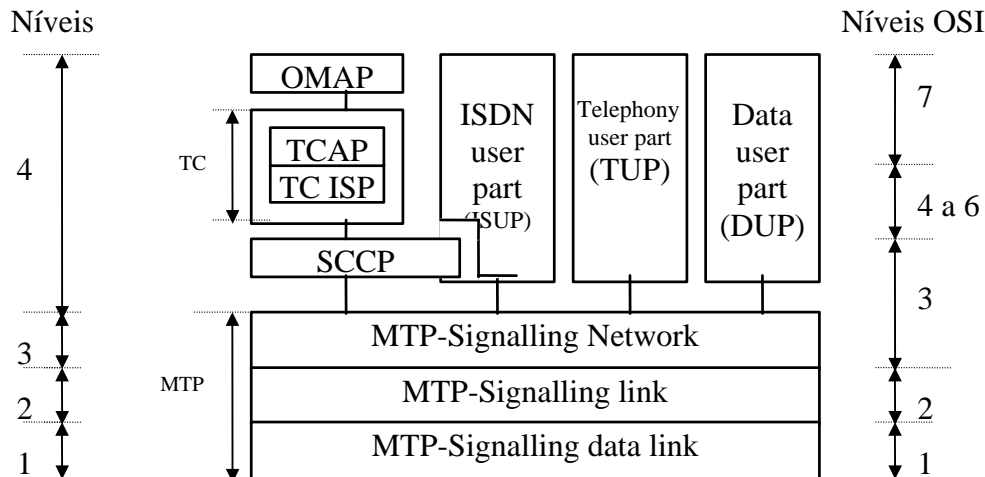 Níveis
Níveis OSI
OMAP
TC
TCAP
TC ISP
SCCP
ISDN
user
part
(ISUP)
Telephony
user part
(TUP)
Data
user
part
(DUP)
4
7
4 a 6
3
MTP
MTP-Signalling Network
MTP-Signalling link
MTP-Signalling data link
3
2
1
2
1